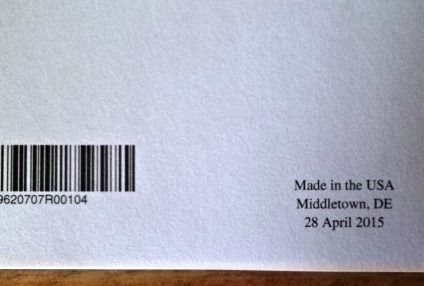 9620707R00104
Made in the USA
Middletown, DE
28 April 2015